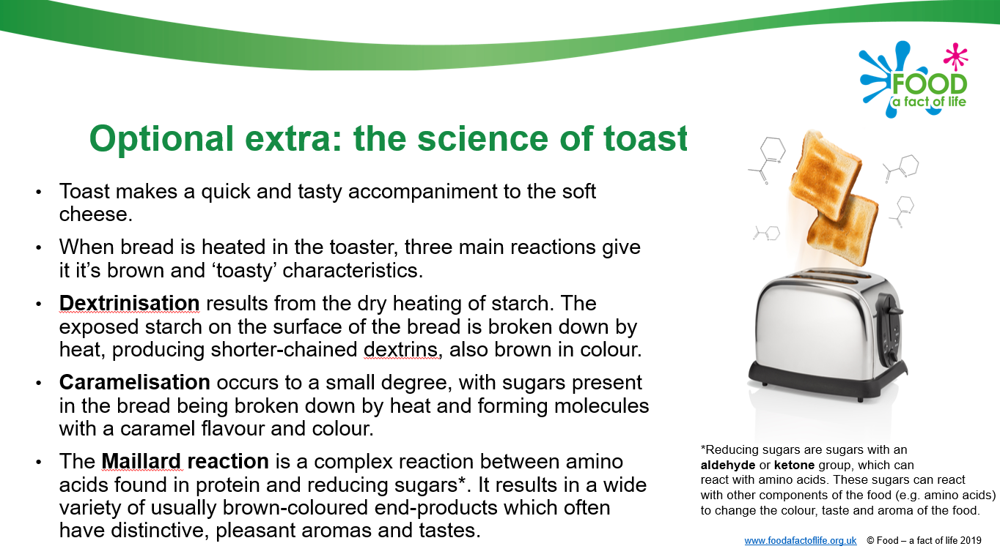 FOOD
a fact of life
Optional extra: the science of toast
• Toast makes a quick and tasty accompaniment to the soft
cheese.
• When bread is heated in the toaster, three main reactions give
it it’s brown and ‘toasty’ characteristics.
• Dextrinisation results from the dry heating of starch. The
exposed starch on the surface of the bread is broken down by
heat, producing shorter-chained dextrins, also brown in colour.
• Caramelisation occurs to a small degree, with sugars present
in the bread being broken down by heat and forming molecules
with a caramel flavour and colour.
• The Maillard reaction is a complex reaction between amino
acids found in protein and reducing sugars*. It results in a wide
variety of usually brown-coloured end-products which often
have distinctive, pleasant aromas and tastes.
*Reducing sugars are sugars with an
aldehyde or ketone group, which can
react with amino acids. These sugars can react
with other components of the food (e.g. amino acids)
to change the colour, taste and aroma of the food.
www.foodafactoflife.org.uk © Food – a fact of life 2019